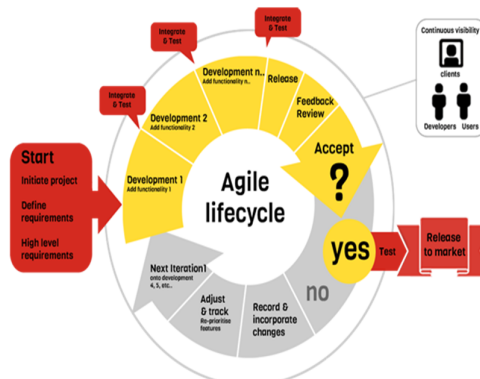 Start
Initiate project
Define
requirements
High level
requirements
Integrate
& Test
Integrate
& Test
Integrate
& Test
Development 1
Add functionality 1
Development 2
Add functionality 2
Development n..
Add functionality n..
Release
Feedback
Review
Accept
?
yes
Test
Release
to market
no
Record &
incorporate
changes
Adjust
& track
Re-prioritise
features
Next Iteration1
onto development
4, 5, etc..
Agile
lifecycle
Continuous visibility
clients
Developers Users